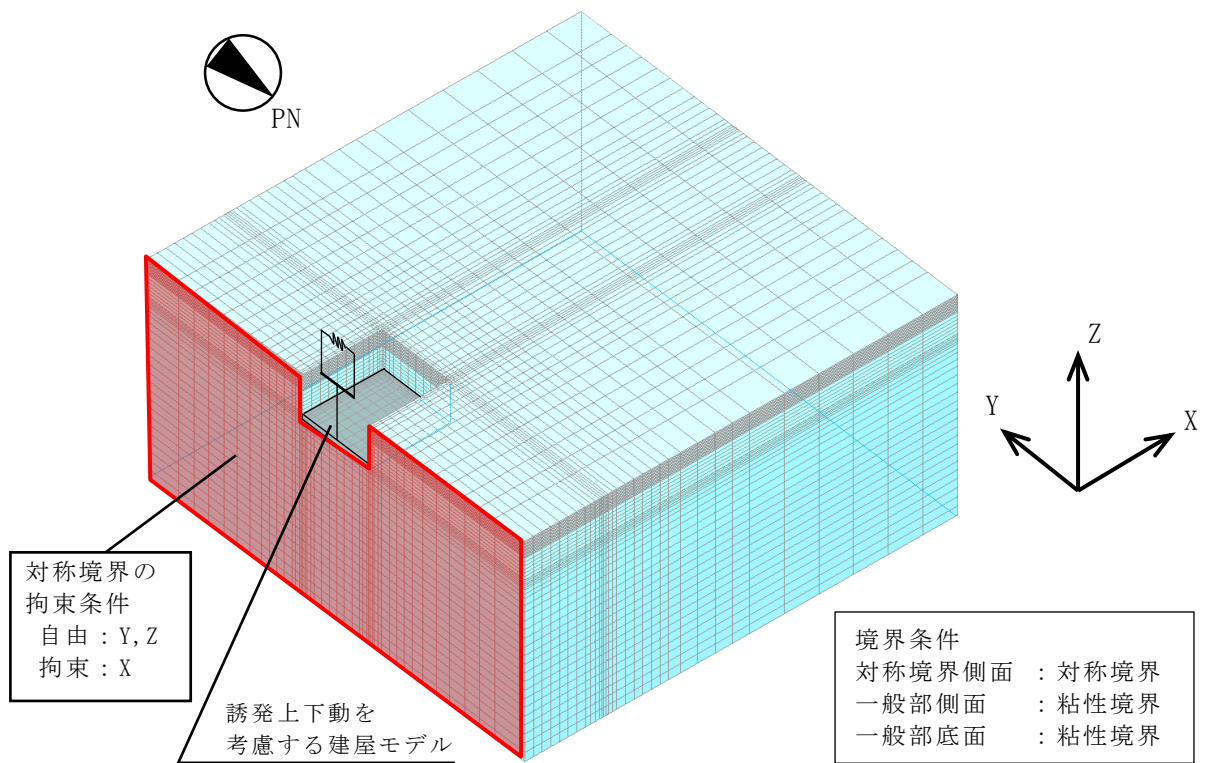 PN
Z
Y
X
対称境界の
拘束条件
自由：Y,Z
拘束：X
誘発上下動を
考慮する建屋モデル
境界条件
対称境界側面 ：対称境界
一般部側面 ：粘性境界
一般部底面 ：粘性境界